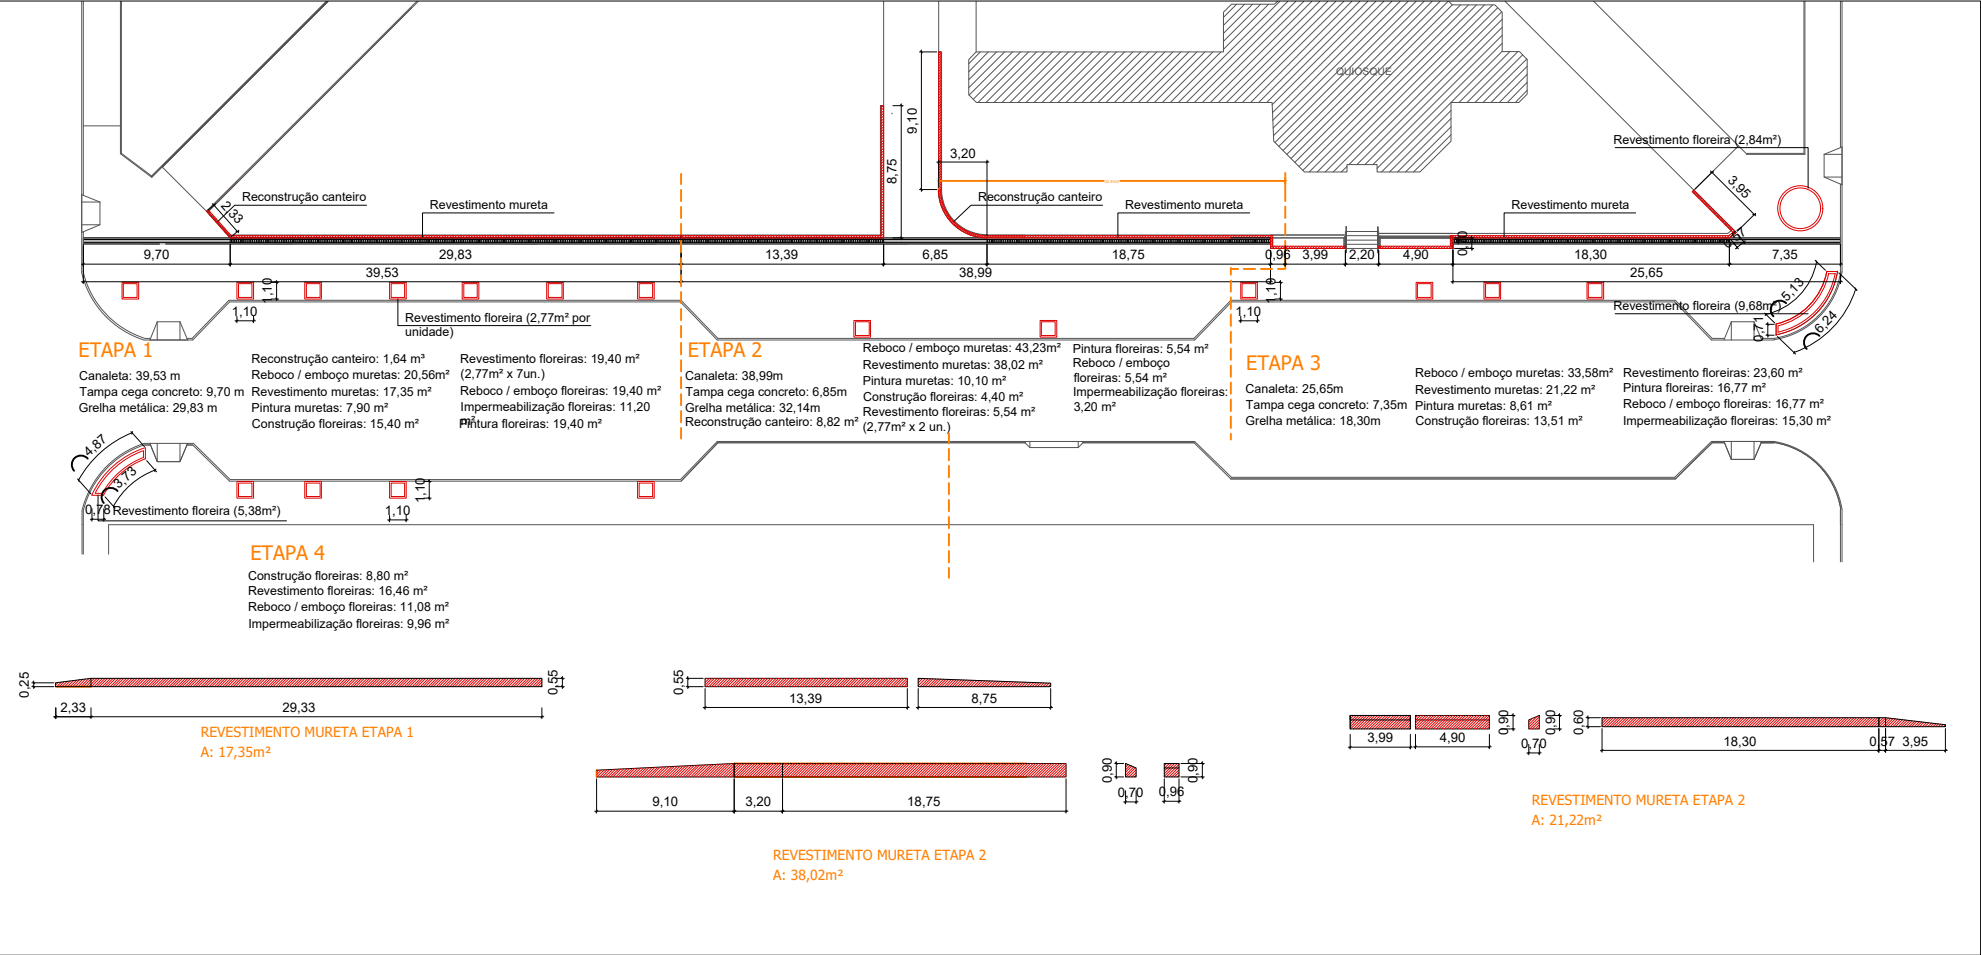 QUIOSQUE
9,10
8,75
3,20
Revestimento floreira (2,84m²)
3,95
2,33
Reconstrução canteiro
Revestimento mureta
Reconstrução canteiro
Revestimento mureta
Revestimento mureta
9,70
29,83
13,39
6,85
18,75
0,96
3,99
2,20
4,90
18,30
7,35
39,53
38,99
25,65
1,10
1,10
Revestimento floreira (2,77m² por
unidade)
1,10
1,10
Revestimento floreira (9,68m²)
5,13
6,24
0,71
ETAPA 1
Canaleta: 39,53 m
Tampa cega concreto: 9,70 m
Grelha metálica: 29,83 m
Reconstrução canteiro: 1,64 m³
Reboco / emboço muretas: 20,56m²
Revestimento muretas: 17,35 m²
Pintura muretas: 7,90 m²
Construção floreiras: 15,40 m²
Revestimento floreiras: 19,40 m²
(2,77m² x 7un.)
Reboco / emboço floreiras: 19,40 m²
Impermeabilização floreiras: 11,20
m²
Pintura floreiras: 19,40 m²
ETAPA 2
Canaleta: 38,99m
Tampa cega concreto: 6,85m
Grelha metálica: 32,14m
Reconstrução canteiro: 8,82 m²
Reboco / emboço muretas: 43,23m²
Revestimento muretas: 38,02 m²
Pintura muretas: 10,10 m²
Construção floreiras: 4,40 m²
Revestimento floreiras: 5,54 m²
(2,77m² x 2 un.)
Pintura floreiras: 5,54 m²
Reboco / emboço
floreiras: 5,54 m²
Impermeabilização floreiras:
3,20 m²
ETAPA 3
Canaleta: 25,65m
Tampa cega concreto: 7,35m
Grelha metálica: 18,30m
Reboco / emboço muretas: 33,58m²
Revestimento muretas: 21,22 m²
Pintura muretas: 8,61 m²
Construção floreiras: 13,51 m²
Revestimento floreiras: 23,60 m²
Pintura floreiras: 16,77 m²
Reboco / emboço floreiras: 16,77 m²
Impermeabilização floreiras: 15,30 m²
4,87
3,73
0,78
Revestimento floreira (5,38m²)
1,10
1,10
ETAPA 4
Construção floreiras: 8,80 m²
Revestimento floreiras: 16,46 m²
Reboco / emboço floreiras: 11,08 m²
Impermeabilização floreiras: 9,96 m²
0,25
2,33
29,33
0,55
REVESTIMENTO MURETA ETAPA 1
A: 17,35m²
0,55
13,39
8,75
9,10
3,20
18,75
0,90
0,70
0,96
0,90
REVESTIMENTO MURETA ETAPA 2
A: 38,02m²
3,99
4,90
0,90
0,70
0,90
0,60
18,30
0,57
3,95
REVESTIMENTO MURETA ETAPA 2
A: 21,22m²